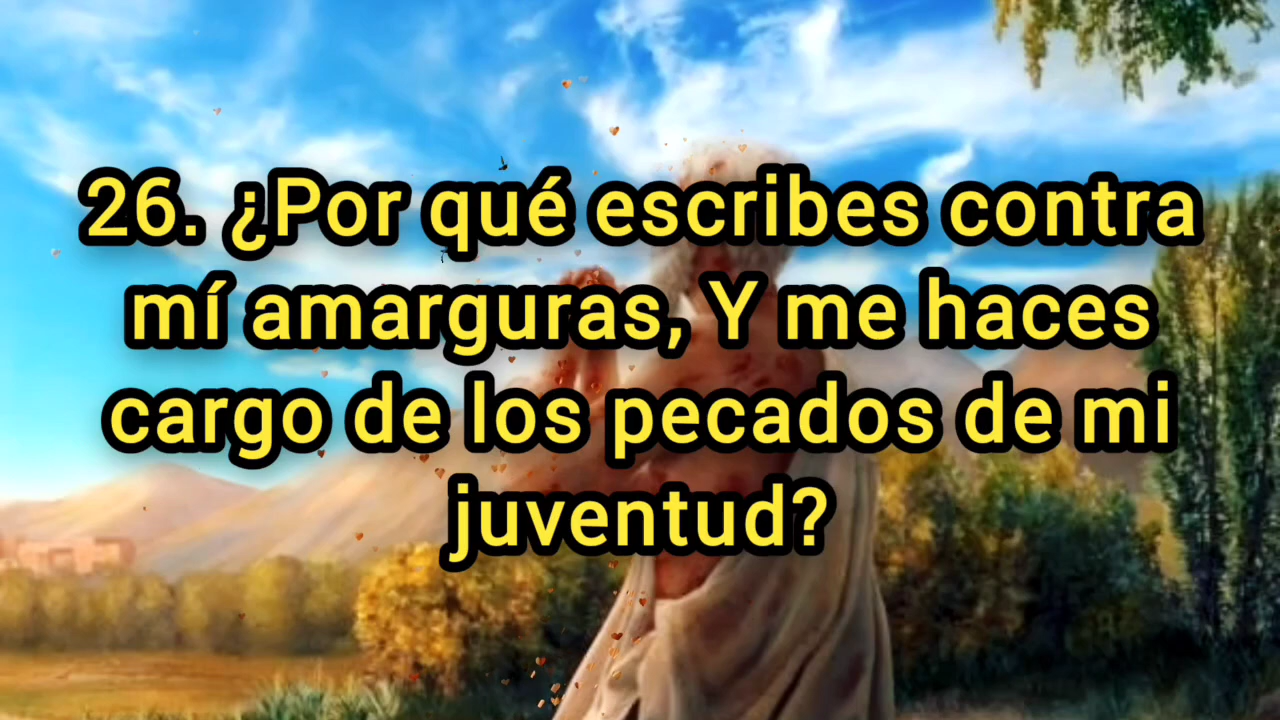 26. ¿Por qué escribes contra
mí amarguras, Y me haces
cargo de los pecados de mi
juventud?